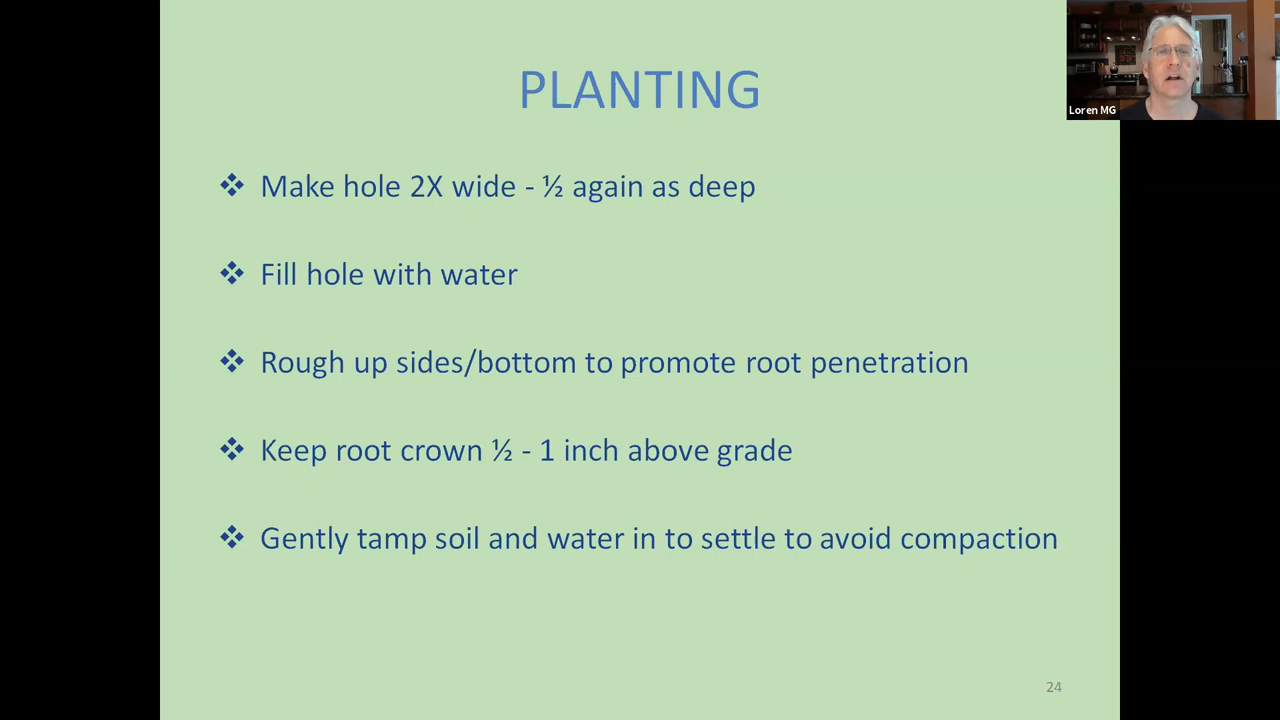 PLANTING
Loren MG
❖ Make hole 2X wide - ½ again as deep
❖ Fill hole with water
❖ Rough up sides/bottom to promote root penetration
❖ Keep root crown ½ - 1 inch above grade
❖ Gently tamp soil and water in to settle to avoid compaction
24